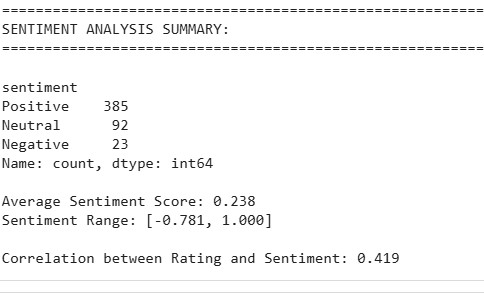 ============================================================
SENTIMENT ANALYSIS SUMMARY:
============================================================
sentiment
Positive    385
Neutral      92
Negative     23
Name: count, dtype: int64
Average Sentiment Score: 0.238
Sentiment Range: [-0.781, 1.000]
Correlation between Rating and Sentiment: 0.419